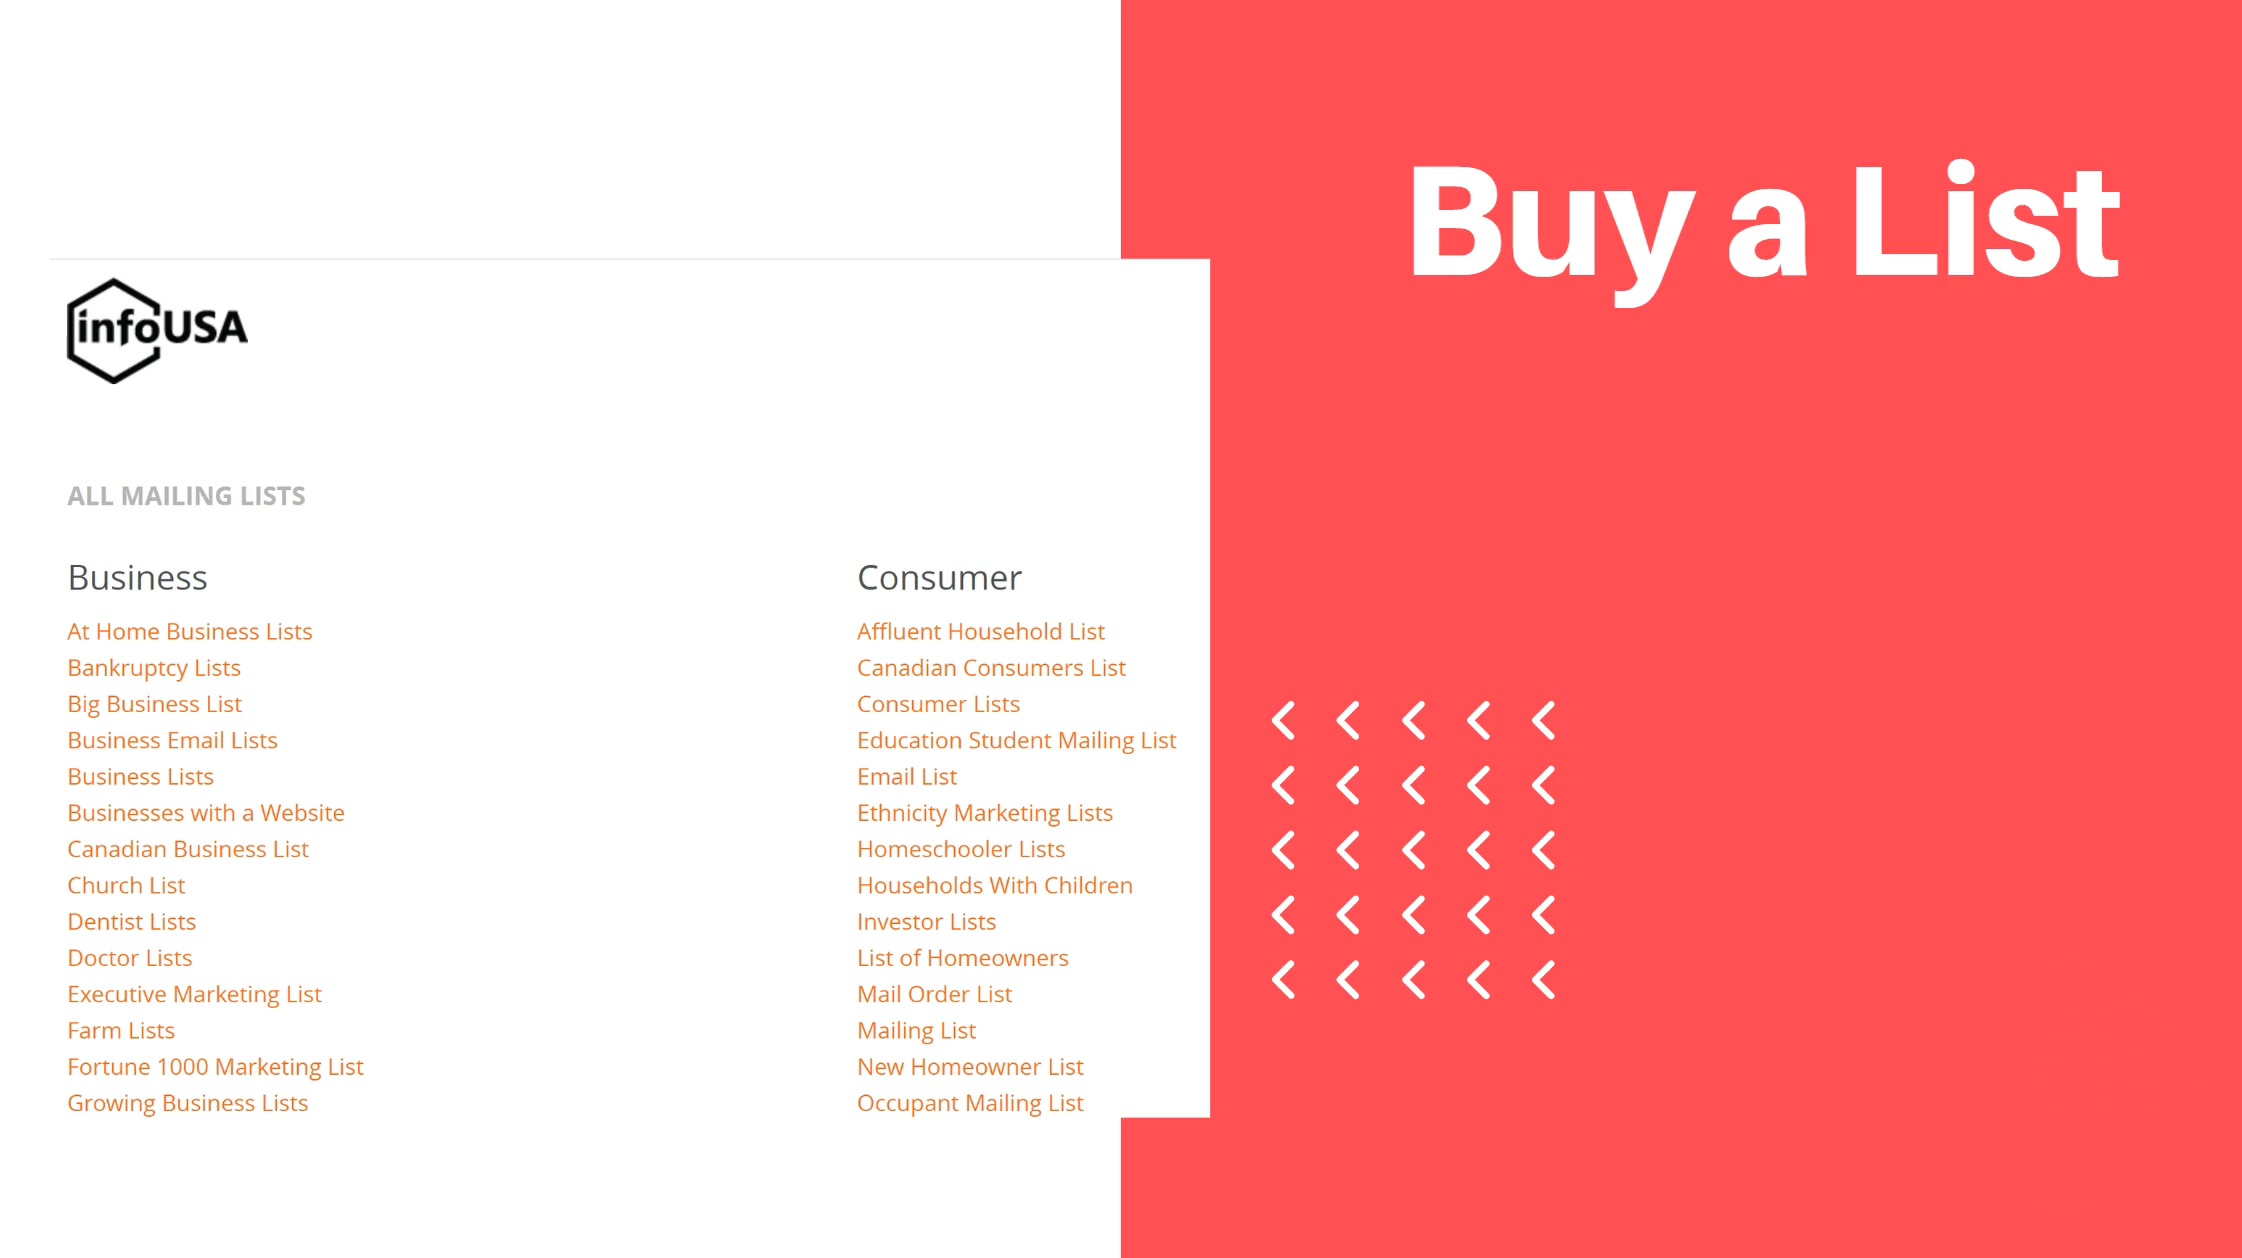 Buy a List
infoUSA
ALL MAILING LISTS
Business
At Home Business Lists
Bankruptcy Lists
Big Business List
Business Email Lists
Business Lists
Businesses with a Website
Canadian Business List
Church List
Dentist Lists
Doctor Lists
Executive Marketing List
Farm Lists
Fortune 1000 Marketing List
Growing Business Lists
Consumer
Affluent Household List
Canadian Consumers List
Consumer Lists
Education Student Mailing List
Email List
Ethnicity Marketing Lists
Homeschooler Lists
Households With Children
Investor Lists
List of Homeowners
Mail Order List
Mailing List
New Homeowner List
Occupant Mailing List